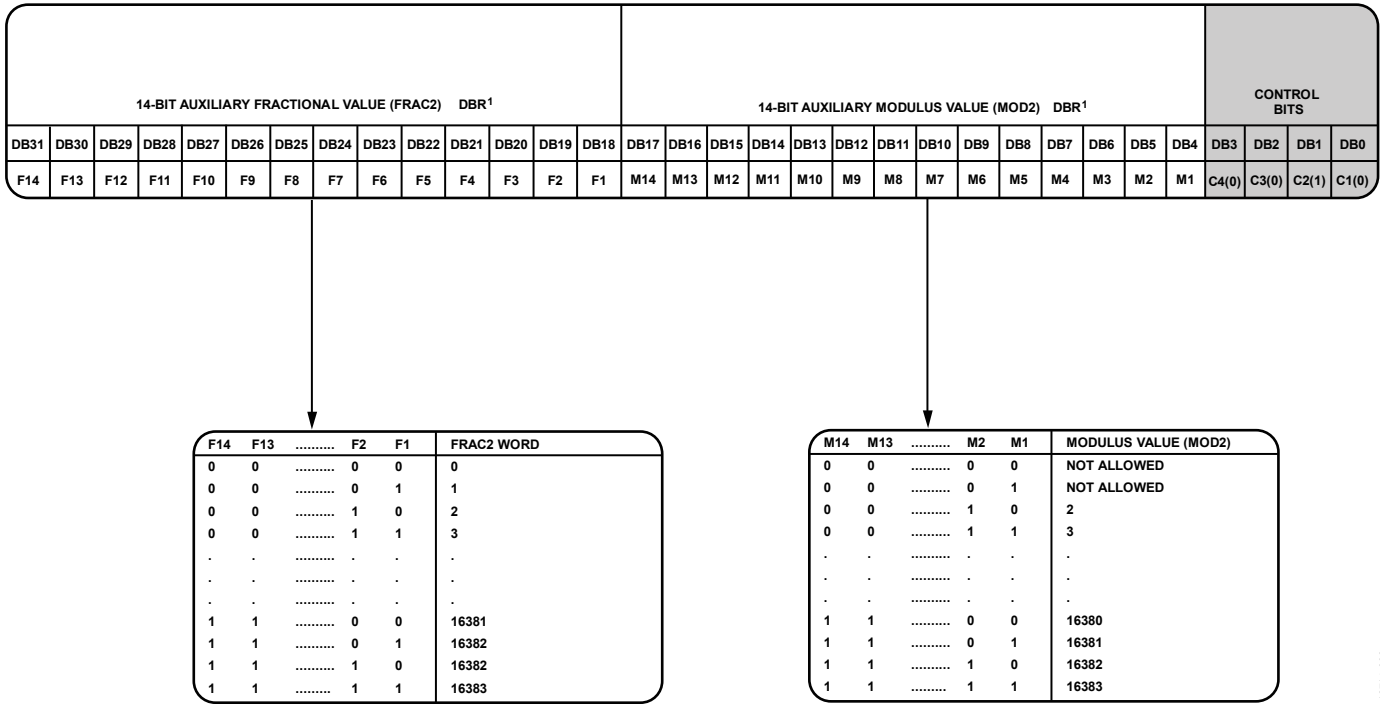 14-BIT AUXILIARY FRACTIONAL VALUE (FRAC2) DBR1
14-BIT AUXILIARY MODULUS VALUE (MOD2) DBR1
CONTROL
BITS
DB31 DB30 DB29 DB28 DB27 DB26 DB25 DB24 DB23 DB22 DB21 DB20 DB19 DB18 DB17 DB16 DB15 DB14 DB13 DB12 DB11 DB10 DB9 DB8 DB7 DB6 DB5 DB4 DB3 DB2 DB1 DB0
F14 F13 F12 F11 F10 F9 F8 F7 F6 F5 F4 F3 F2 F1 M14 M13 M12 M11 M10 M9 M8 M7 M6 M5 M4 M3 M2 M1 C4(0) C3(0) C2(1) C1(0)
F14 F13 .......... F2 F1 FRAC2 WORD
0 0 .......... 0 0 0
0 0 .......... 0 1 1
0 0 .......... 1 0 2
0 0 .......... 1 1 3
. . .......... . . .
. . .......... . . .
. . .......... . . .
1 1 .......... 0 0 16381
1 1 .......... 0 1 16382
1 1 .......... 1 0 16382
1 1 ......... 1 1 16383
M14 M13 .......... M2 M1 MODULUS VALUE (MOD2)
0 0 .......... 0 0 NOT ALLOWED
0 0 .......... 0 1 NOT ALLOWED
0 0 .......... 1 0 2
0 0 .......... 1 1 3
. . .......... . . .
. . .......... . . .
. . .......... . . .
1 1 .......... 0 0 16380
1 1 .......... 0 1 16381
1 1 .......... 1 0 16382
1 1 ......... 1 1 16383